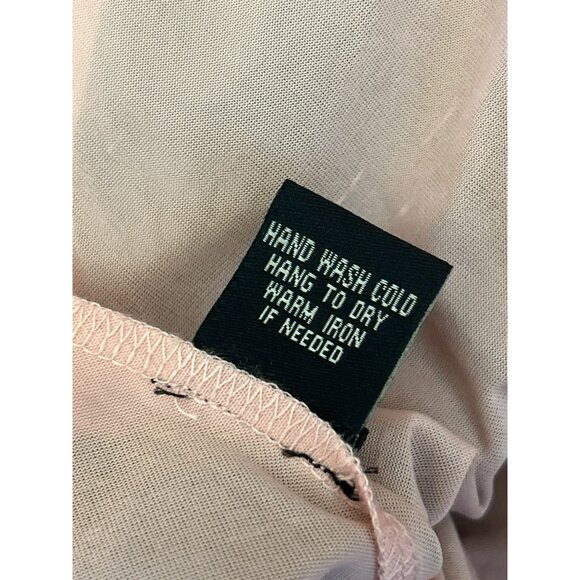 HAND WASH COLD
HANG TO DRY
WARM IRON
IF NEEDED